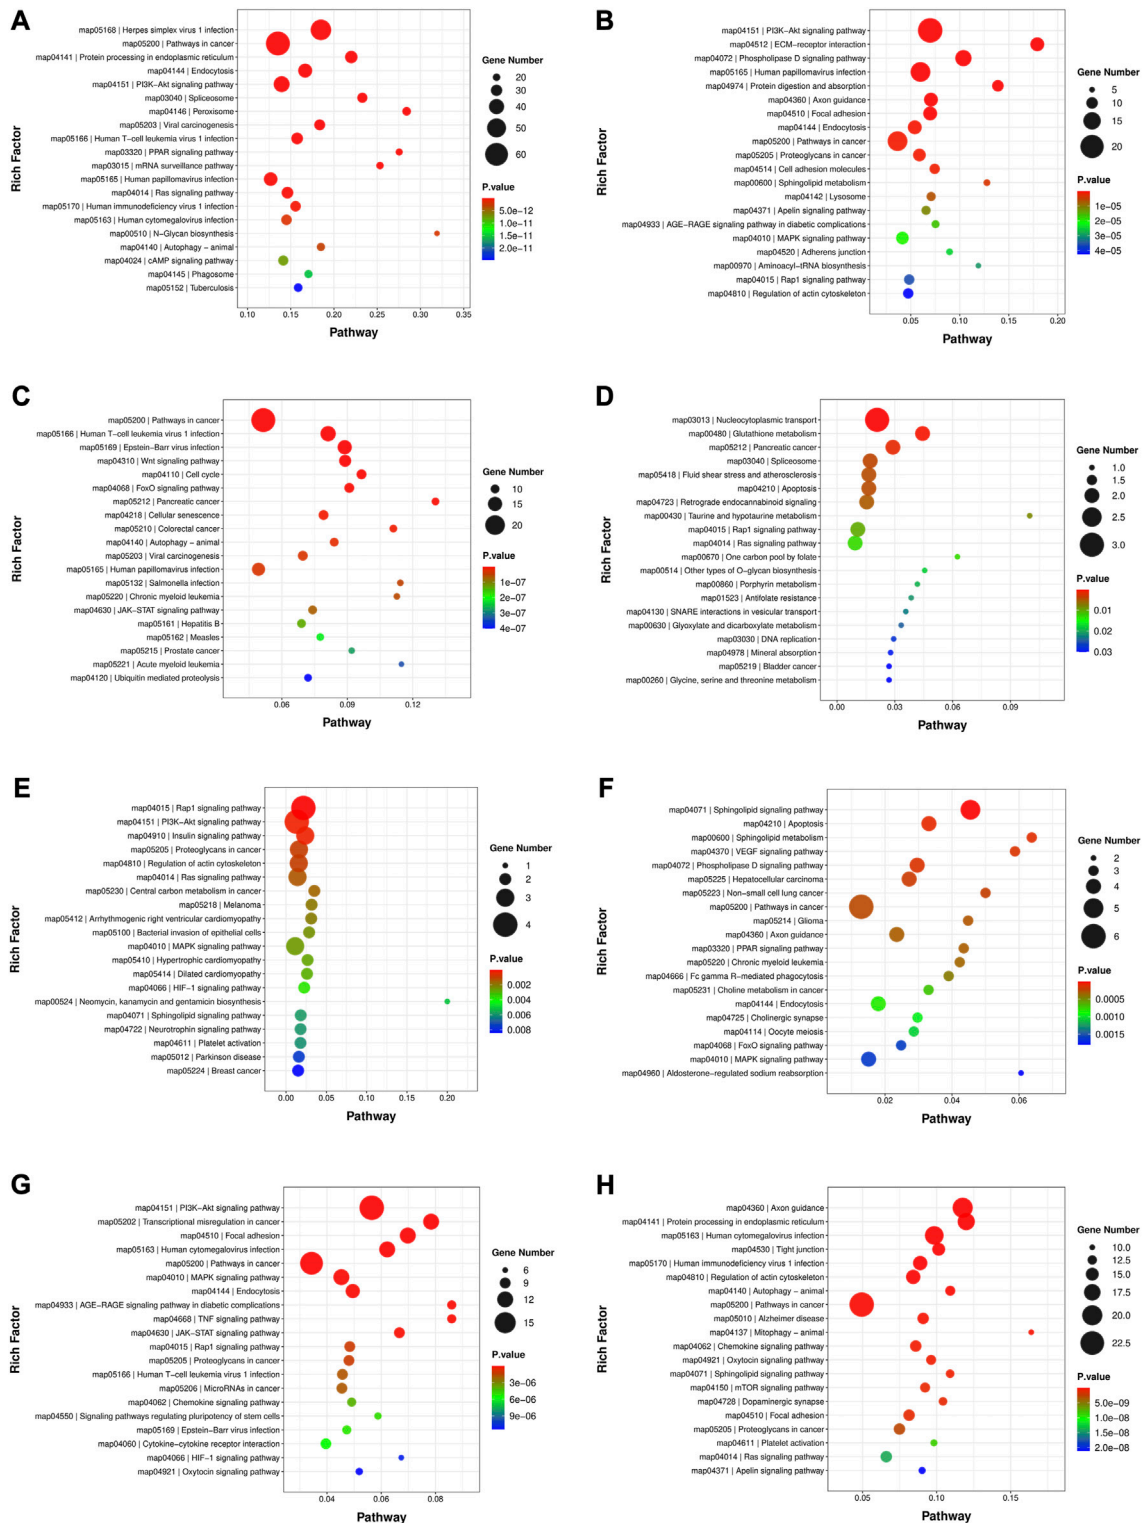 A
map05168 | Herpes simplex virus 1 infection
map05200 | Pathways in cancer
map04141 | Protein processing in endoplasmic reticulum
map04144 | Endocytosis
map04151 | PI3K-Akt signaling pathway
map03040 | Spliceosome
map04146 | Peroxisome
map05203 | Viral carcinogenesis
map05166 | Human T-cell leukemia virus 1 infection
map03320 | PPAR signaling pathway
map03015 | mRNA surveillance pathway
map05165 | Human papillomavirus infection
map04014 | Ras signaling pathway
map05170 | Human immunodeficiency virus 1 infection
map05163 | Human cytomegalovirus infection
map00510 | N-Glycan biosynthesis
map04140 | Autophagy - animal
map04024 | cAMP signaling pathway
map04145 | Phagosome
map05152 | Tuberculosis
0.10 0.15 0.20 0.25 0.30 0.35
Pathway
Rich Factor
Gene Number
20
30
40
50
60
P.value
5.0e-12
1.0e-11
1.5e-11
2.0e-11
B
map04151 | PI3K-Akt signaling pathway
map04512 | ECM-receptor interaction
map04072 | Phospholipase D signaling pathway
map05165 | Human papillomavirus infection
map04974 | Protein digestion and absorption
map04360 | Axon guidance
map04510 | Focal adhesion
map04144 | Endocytosis
map05200 | Pathways in cancer
map05205 | Proteoglycans in cancer
map04514 | Cell adhesion molecules
map00600 | Sphingolipid metabolism
map04142 | Lysosome
map04371 | Apelin signaling pathway
map04933 | AGE-RAGE signaling pathway in diabetic complications
map04010 | MAPK signaling pathway
map04520 | Adherens junction
map00970 | Aminoacyl-tRNA biosynthesis
map04015 | Rap1 signaling pathway
map04810 | Regulation of actin cytoskeleton
0.05 0.10 0.15 0.20
Pathway
Rich Factor
Gene Number
5
10
15
20
P.value
1e-05
2e-05
3e-05
4e-05
C
map05200 | Pathways in cancer
map05166 | Human T-cell leukemia virus 1 infection
map05169 | Epstein-Barr virus infection
map04310 | Wnt signaling pathway
map04110 | Cell cycle
map04068 | FoxO signaling pathway
map05212 | Pancreatic cancer
map04218 | Cellular senescence
map05210 | Colorectal cancer
map04140 | Autophagy - animal
map05203 | Viral carcinogenesis
map05165 | Human papillomavirus infection
map05132 | Salmonella infection
map05220 | Chronic myeloid leukemia
map04630 | JAK-STAT signaling pathway
map05161 | Hepatitis B
map05162 | Measles
map05215 | Prostate cancer
map05221 | Acute myeloid leukemia
map04120 | Ubiquitin mediated proteolysis
0.06 0.09 0.12
Pathway
Rich Factor
Gene Number
10
15
20
P.value
1e-07
2e-07
3e-07
4e-07
D
map03013 | Nucleocytoplasmic transport
map00480 | Glutathione metabolism
map05212 | Pancreatic cancer
map03040 | Spliceosome
map05418 | Fluid shear stress and atherosclerosis
map04210 | Apoptosis
map04723 | Retrograde endocannabinoid signaling
map00430 | Taurine and hypotaurine metabolism
map04015 | Rap1 signaling pathway
map04014 | Ras signaling pathway
map00670 | One carbon pool by folate
map00514 | Other types of O-glycan biosynthesis
map00860 | Porphyrin metabolism
map01523 | Antifolate resistance
map04130 | SNARE interactions in vesicular transport
map00630 | Glyoxylate and dicarboxylate metabolism
map03030 | DNA replication
map04978 | Mineral absorption
map05219 | Bladder cancer
map00260 | Glycine, serine and threonine metabolism
0.00 0.03 0.06 0.09
Pathway
Rich Factor
Gene Number
1.0
1.5
2.0
2.5
3.0
P.value
0.01
0.02
0.03
E
map04015 | Rap1 signaling pathway
map04151 | PI3K-Akt signaling pathway
map04910 | Insulin signaling pathway
map05205 | Proteoglycans in cancer
map04810 | Regulation of actin cytoskeleton
map04014 | Ras signaling pathway
map05230 | Central carbon metabolism in cancer
map05218 | Melanoma
map05412 | Arrhythmogenic right ventricular cardiomyopathy
map05100 | Bacterial invasion of epithelial cells
map04010 | MAPK signaling pathway
map05410 | Hypertrophic cardiomyopathy
map05414 | Dilated cardiomyopathy
map04066 | HIF-1 signaling pathway
map00524 | Neomycin, kanamycin and gentamicin biosynthesis
map04071 | Sphingolipid signaling pathway
map04722 | Neurotrophin signaling pathway
map04611 | Platelet activation
map05012 | Parkinson disease
map05224 | Breast cancer
0.00 0.05 0.10 0.15 0.20
Pathway
Rich Factor
Gene Number
1
2
3
4
P.value
0.002
0.004
0.006
0.008
F
map04071 | Sphingolipid signaling pathway
map04210 | Apoptosis
map00600 | Sphingolipid metabolism
map04370 | VEGF signaling pathway
map04072 | Phospholipase D signaling pathway
map05225 | Hepatocellular carcinoma
map05223 | Non-small cell lung cancer
map05200 | Pathways in cancer
map05214 | Glioma
map04360 | Axon guidance
map03320 | PPAR signaling pathway
map05220 | Chronic myeloid leukemia
map04666 | Fc gamma R-mediated phagocytosis
map05231 | Choline metabolism in cancer
map04144 | Endocytosis
map04725 | Cholinergic synapse
map04114 | Oocyte meiosis
map04068 | FoxO signaling pathway
map04010 | MAPK signaling pathway
map04960 | Aldosterone-regulated sodium reabsorption
0.02 0.04 0.06
Pathway
Rich Factor
Gene Number
2
3
4
5
6
P.value
0.0005
0.0010
0.0015
G
map04151 | PI3K-Akt signaling pathway
map05202 | Transcriptional misregulation in cancer
map04510 | Focal adhesion
map05163 | Human cytomegalovirus infection
map05200 | Pathways in cancer
map04010 | MAPK signaling pathway
map04144 | Endocytosis
map04933 | AGE-RAGE signaling pathway in diabetic complications
map04668 | TNF signaling pathway
map04630 | JAK-STAT signaling pathway
map04015 | Rap1 signaling pathway
map05205 | Proteoglycans in cancer
map05166 | Human T-cell leukemia virus 1 infection
map05206 | MicroRNAs in cancer
map04062 | Chemokine signaling pathway
map04550 | Signaling pathways regulating pluripotency of stem cells
map05169 | Epstein-Barr virus infection
map04060 | Cytokine-cytokine receptor interaction
map04066 | HIF-1 signaling pathway
map04921 | Oxytocin signaling pathway
0.04 0.06 0.08
Pathway
Rich Factor
Gene Number
6
9
12
15
P.value
3e-06
6e-06
9e-06
H
map04360 | Axon guidance
map04141 | Protein processing in endoplasmic reticulum
map05163 | Human cytomegalovirus infection
map04530 | Tight junction
map05170 | Human immunodeficiency virus 1 infection
map04810 | Regulation of actin cytoskeleton
map04140 | Autophagy - animal
map05200 | Pathways in cancer
map05010 | Alzheimer disease
map04137 | Mitophagy - animal
map04062 | Chemokine signaling pathway
map04921 | Oxytocin signaling pathway
map04071 | Sphingolipid signaling pathway
map04150 | mTOR signaling pathway
map04728 | Dopaminergic synapse
map04510 | Focal adhesion
map05205 | Proteoglycans in cancer
map04611 | Platelet activation
map04014 | Ras signaling pathway
map04371 | Apelin signaling pathway
0.05 0.10 0.15
Pathway
Rich Factor
Gene Number
10.0
12.5
15.0
17.5
20.0
22.5
P.value
5.0e-09
1.0e-08
1.5e-08
2.0e-08